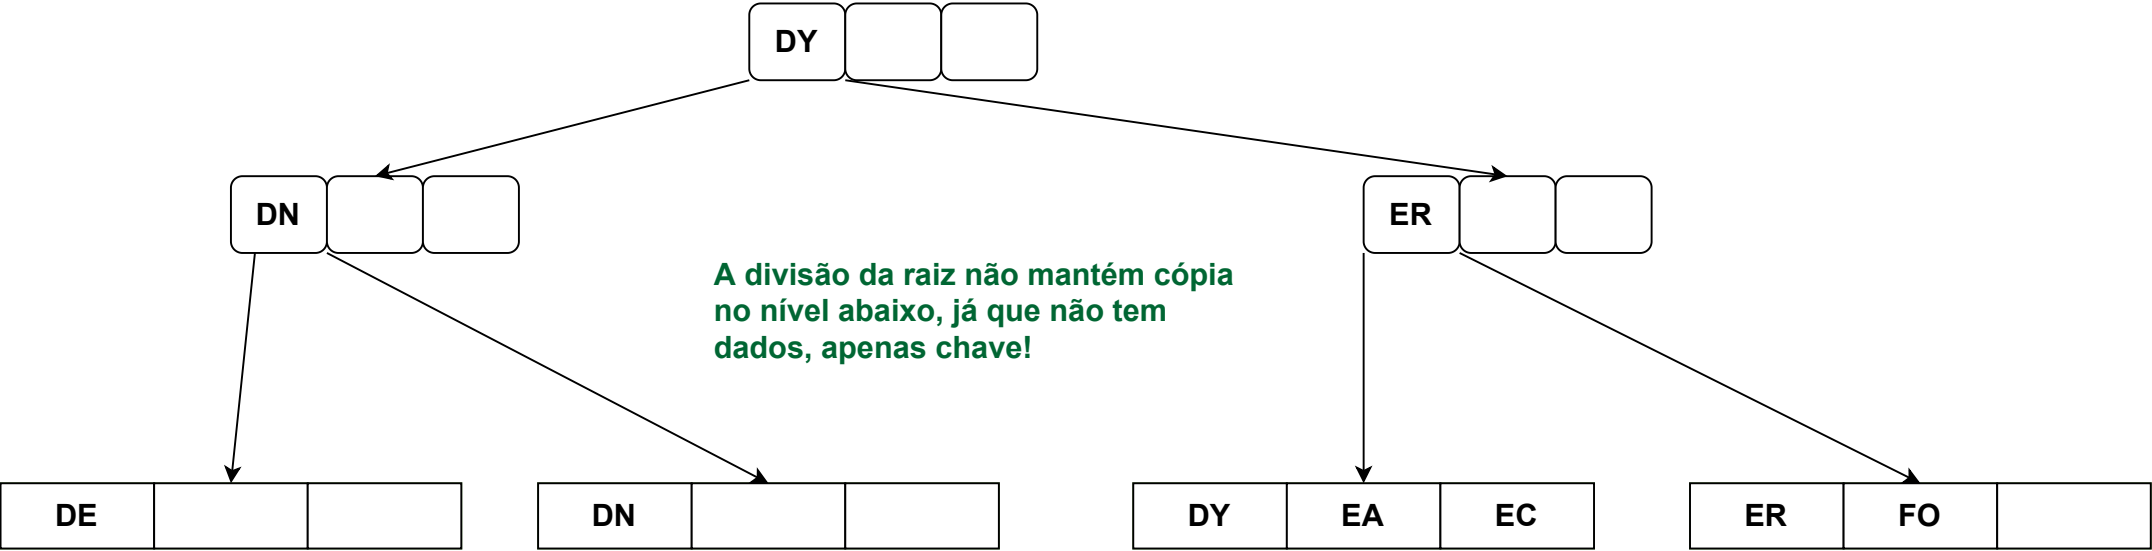 DY
DN
ER
A divisão da raiz não mantém cópia
no nível abaixo, já que não tem
dados, apenas chave!
DE
DN
DY EA EC
ER FO